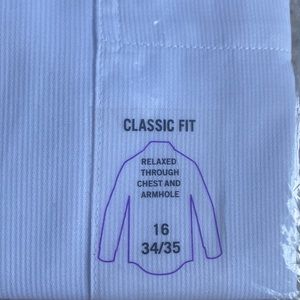 CLASSIC FIT
RELAXED
THROUGH
CHEST AND
ARMHOLE
16
34/35